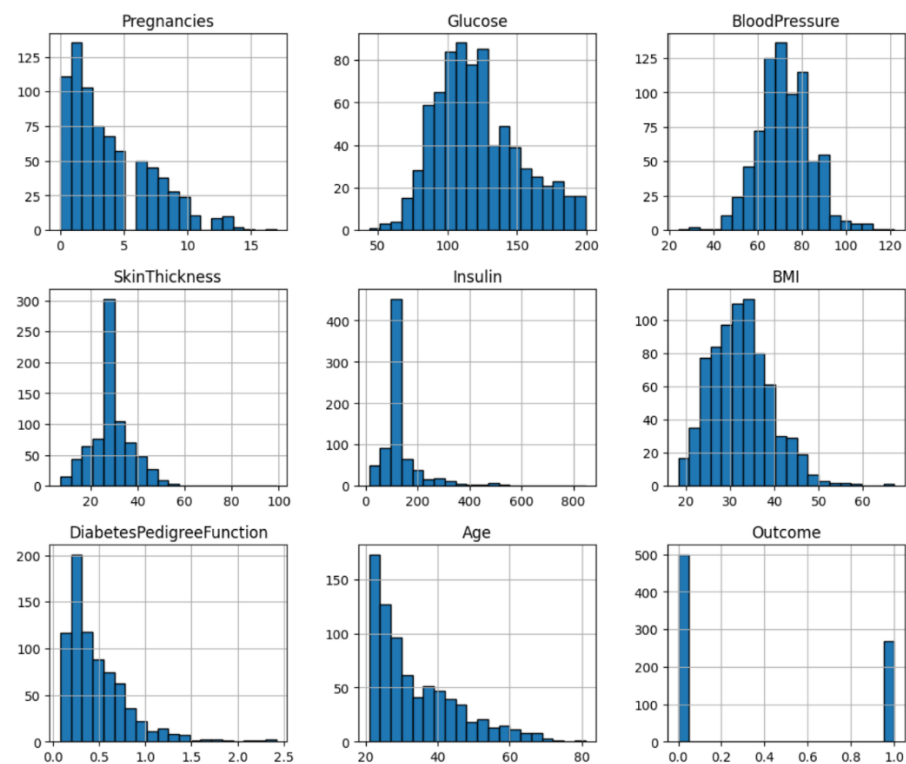 Pregnancies
125
100
75
50
25
0
0 5 10 15
Glucose
80
60
40
20
0
50 100 150 200
BloodPressure
125
100
75
50
25
0
20 40 60 80 100 120
SkinThickness
300
250
200
150
100
50
0
20 40 60 80 100
Insulin
400
300
200
100
0
0 200 400 600 800
BMI
100
80
60
40
20
0
20 30 40 50 60
DiabetesPedigreeFunction
200
150
100
50
0
0.0 0.5 1.0 1.5 2.0 2.5
Age
150
100
50
0
20 40 60 80
Outcome
500
400
300
200
100
0
0.0 0.2 0.4 0.6 0.8 1.0